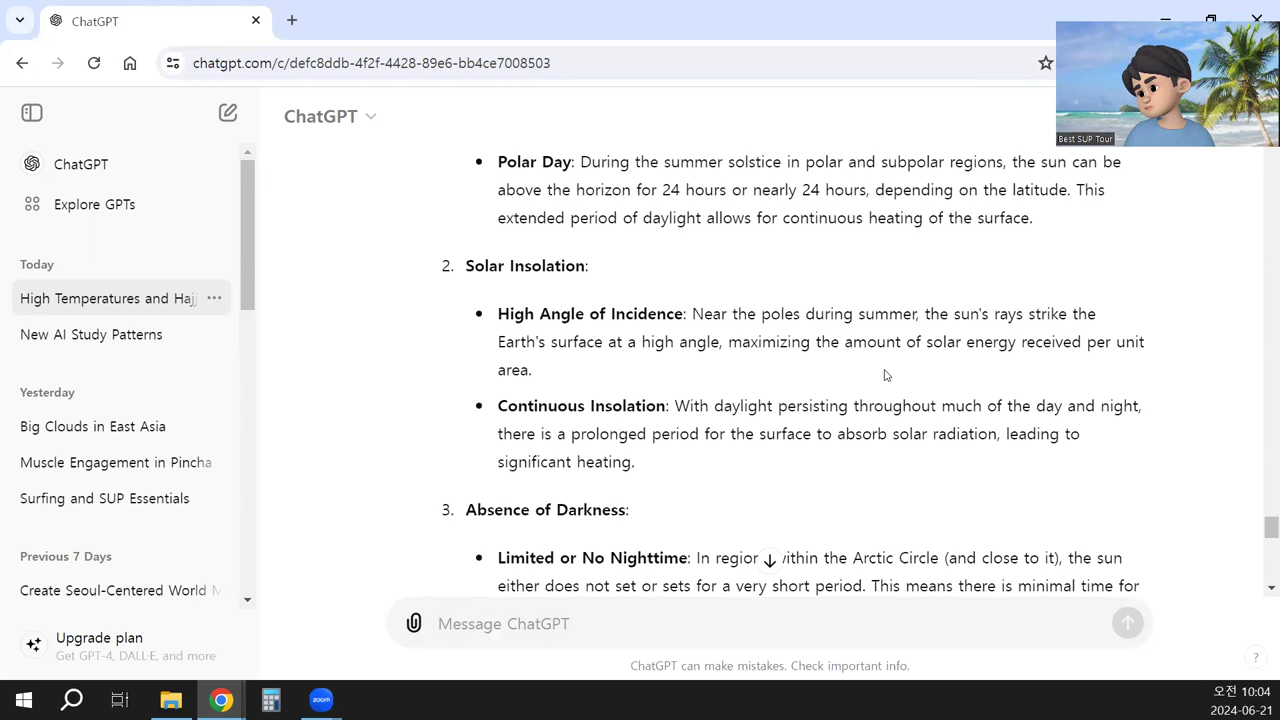 ChatGPT
chatgpt.com/c/defc8ddb-4f2f-4428-89e6-bb4ce7008503
Best SUP Tour
ChatGPT
Explore GPTs
Today
High Temperatures and Hajj
New AI Study Patterns
Yesterday
Big Clouds in East Asia
Muscle Engagement in Pincha
Surfing and SUP Essentials
Previous 7 Days
Create Seoul-Centered World M
Upgrade plan
Get GPT-4, DALL·E, and more
ChatGPT
• Polar Day: During the summer solstice in polar and subpolar regions, the sun can be
above the horizon for 24 hours or nearly 24 hours, depending on the latitude. This
extended period of daylight allows for continuous heating of the surface.
2. Solar Insolation:
• High Angle of Incidence: Near the poles during summer, the sun's rays strike the
Earth's surface at a high angle, maximizing the amount of solar energy received per unit
area.
• Continuous Insolation: With daylight persisting throughout much of the day and night,
there is a prolonged period for the surface to absorb solar radiation, leading to
significant heating.
3. Absence of Darkness:
• Limited or No Nighttime: In region within the Arctic Circle (and close to it), the sun
either does not set or sets for a very short period. This means there is minimal time for
Message ChatGPT
ChatGPT can make mistakes. Check important info.
?
zoom
오전 10:04
2024-06-21